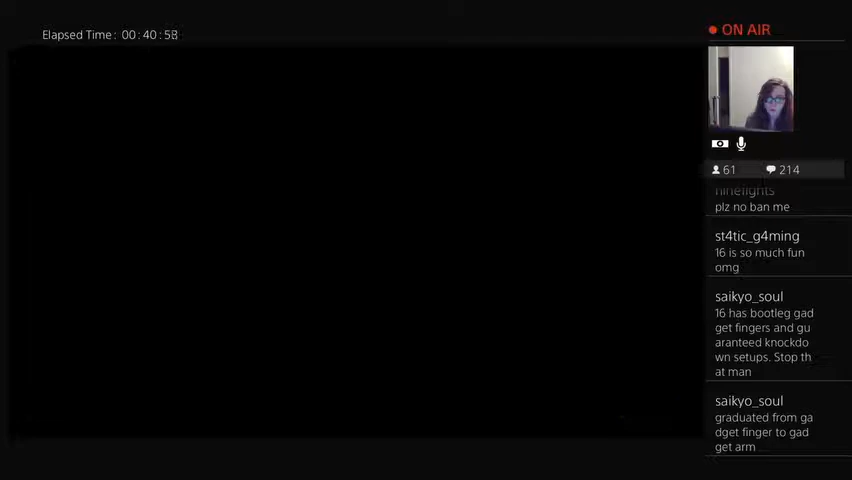 Elapsed Time: 00:40:58
ON AIR
61 214
ninefights
plz no ban me
st4tic_g4ming
16 is so much fun
omg
saikyo_soul
16 has bootleg gad
get fingers and gu
aranteed knockdo
wn setups. Stop th
at man
saikyo_soul
graduated from ga
dget finger to gad
get arm